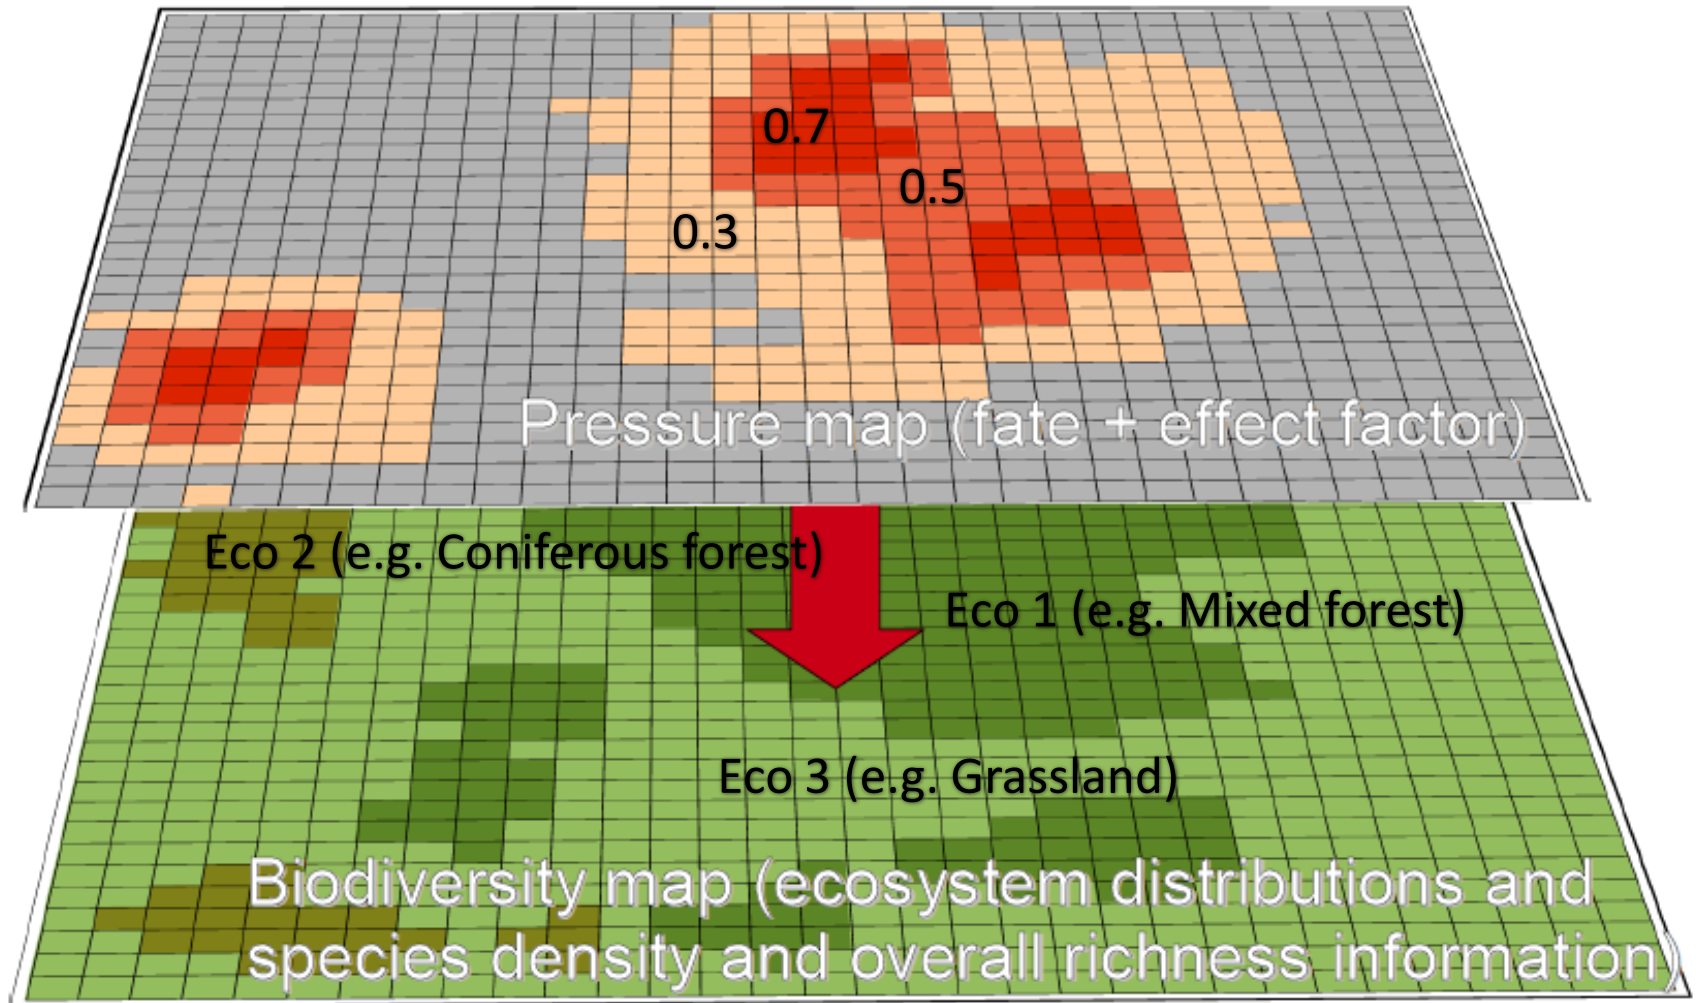 0.7
0.5
0.3
Pressure map (fate + effect factor)
Eco 2 (e.g. Coniferous forest)
Eco 1 (e.g. Mixed forest)
Eco 3 (e.g. Grassland)
Biodiversity map (ecosystem distributions and
species density and overall richness information)